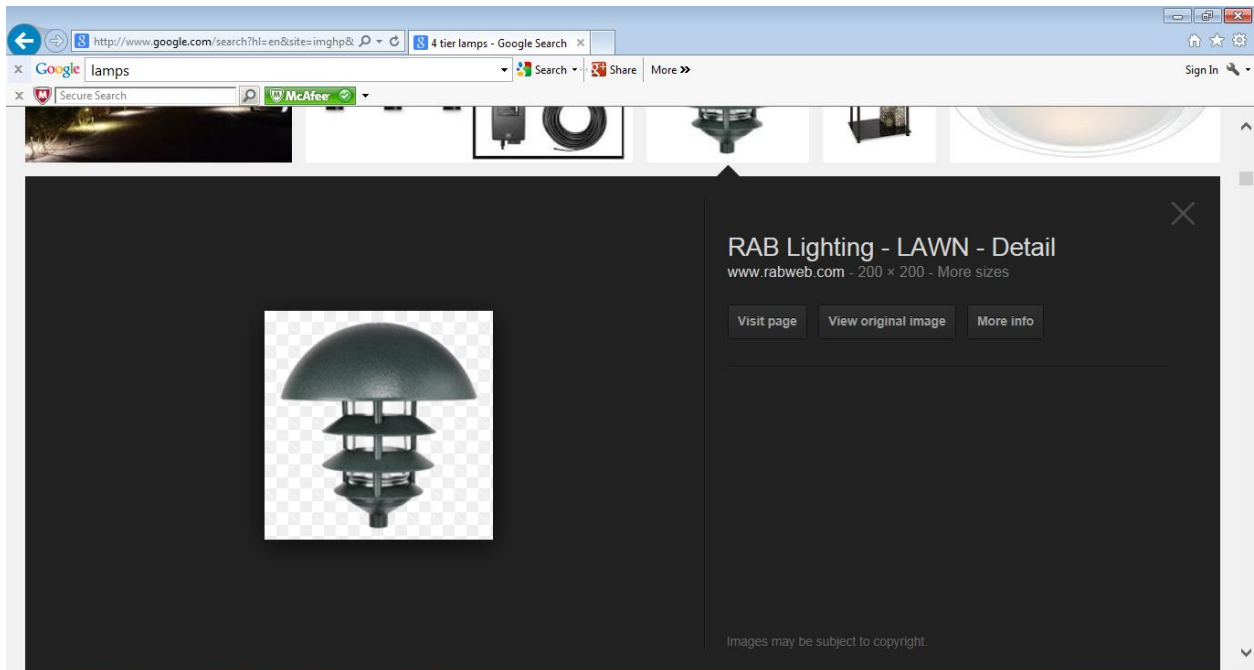 http://www.google.com/search?hl=en&site=imghp&
4 tier lamps - Google Search
Google
lamps
Search
Share
More »
Sign In
Secure Search
McAfee
RAB Lighting - LAWN - Detail
www.rabweb.com - 200 × 200 - More sizes
Visit page
View original image
More info
Images may be subject to copyright.